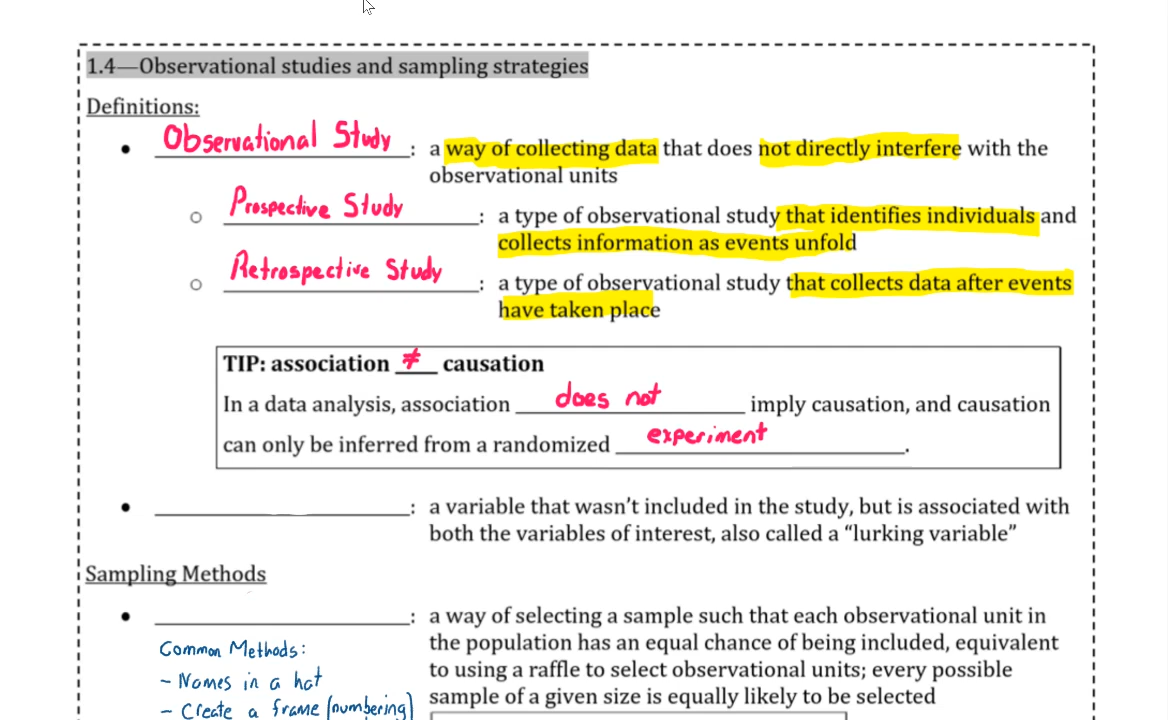 1.4—Observational studies and sampling strategies
Definitions:
• Observational Study: a way of collecting data that does not directly interfere with the
observational units
○ Prospective Study: a type of observational study that identifies individuals and
collects information as events unfold
○ Retrospective Study: a type of observational study that collects data after events
have taken place
TIP: association ≠ causation
In a data analysis, association does not imply causation, and causation
can only be inferred from a randomized experiment.
• ____________________: a variable that wasn't included in the study, but is associated with
both the variables of interest, also called a "lurking variable"
Sampling Methods
• ____________________: a way of selecting a sample such that each observational unit in
the population has an equal chance of being included, equivalent
Common Methods:
to using a raffle to select observational units; every possible
- Names in a hat
sample of a given size is equally likely to be selected
- Create a frame (numbering)